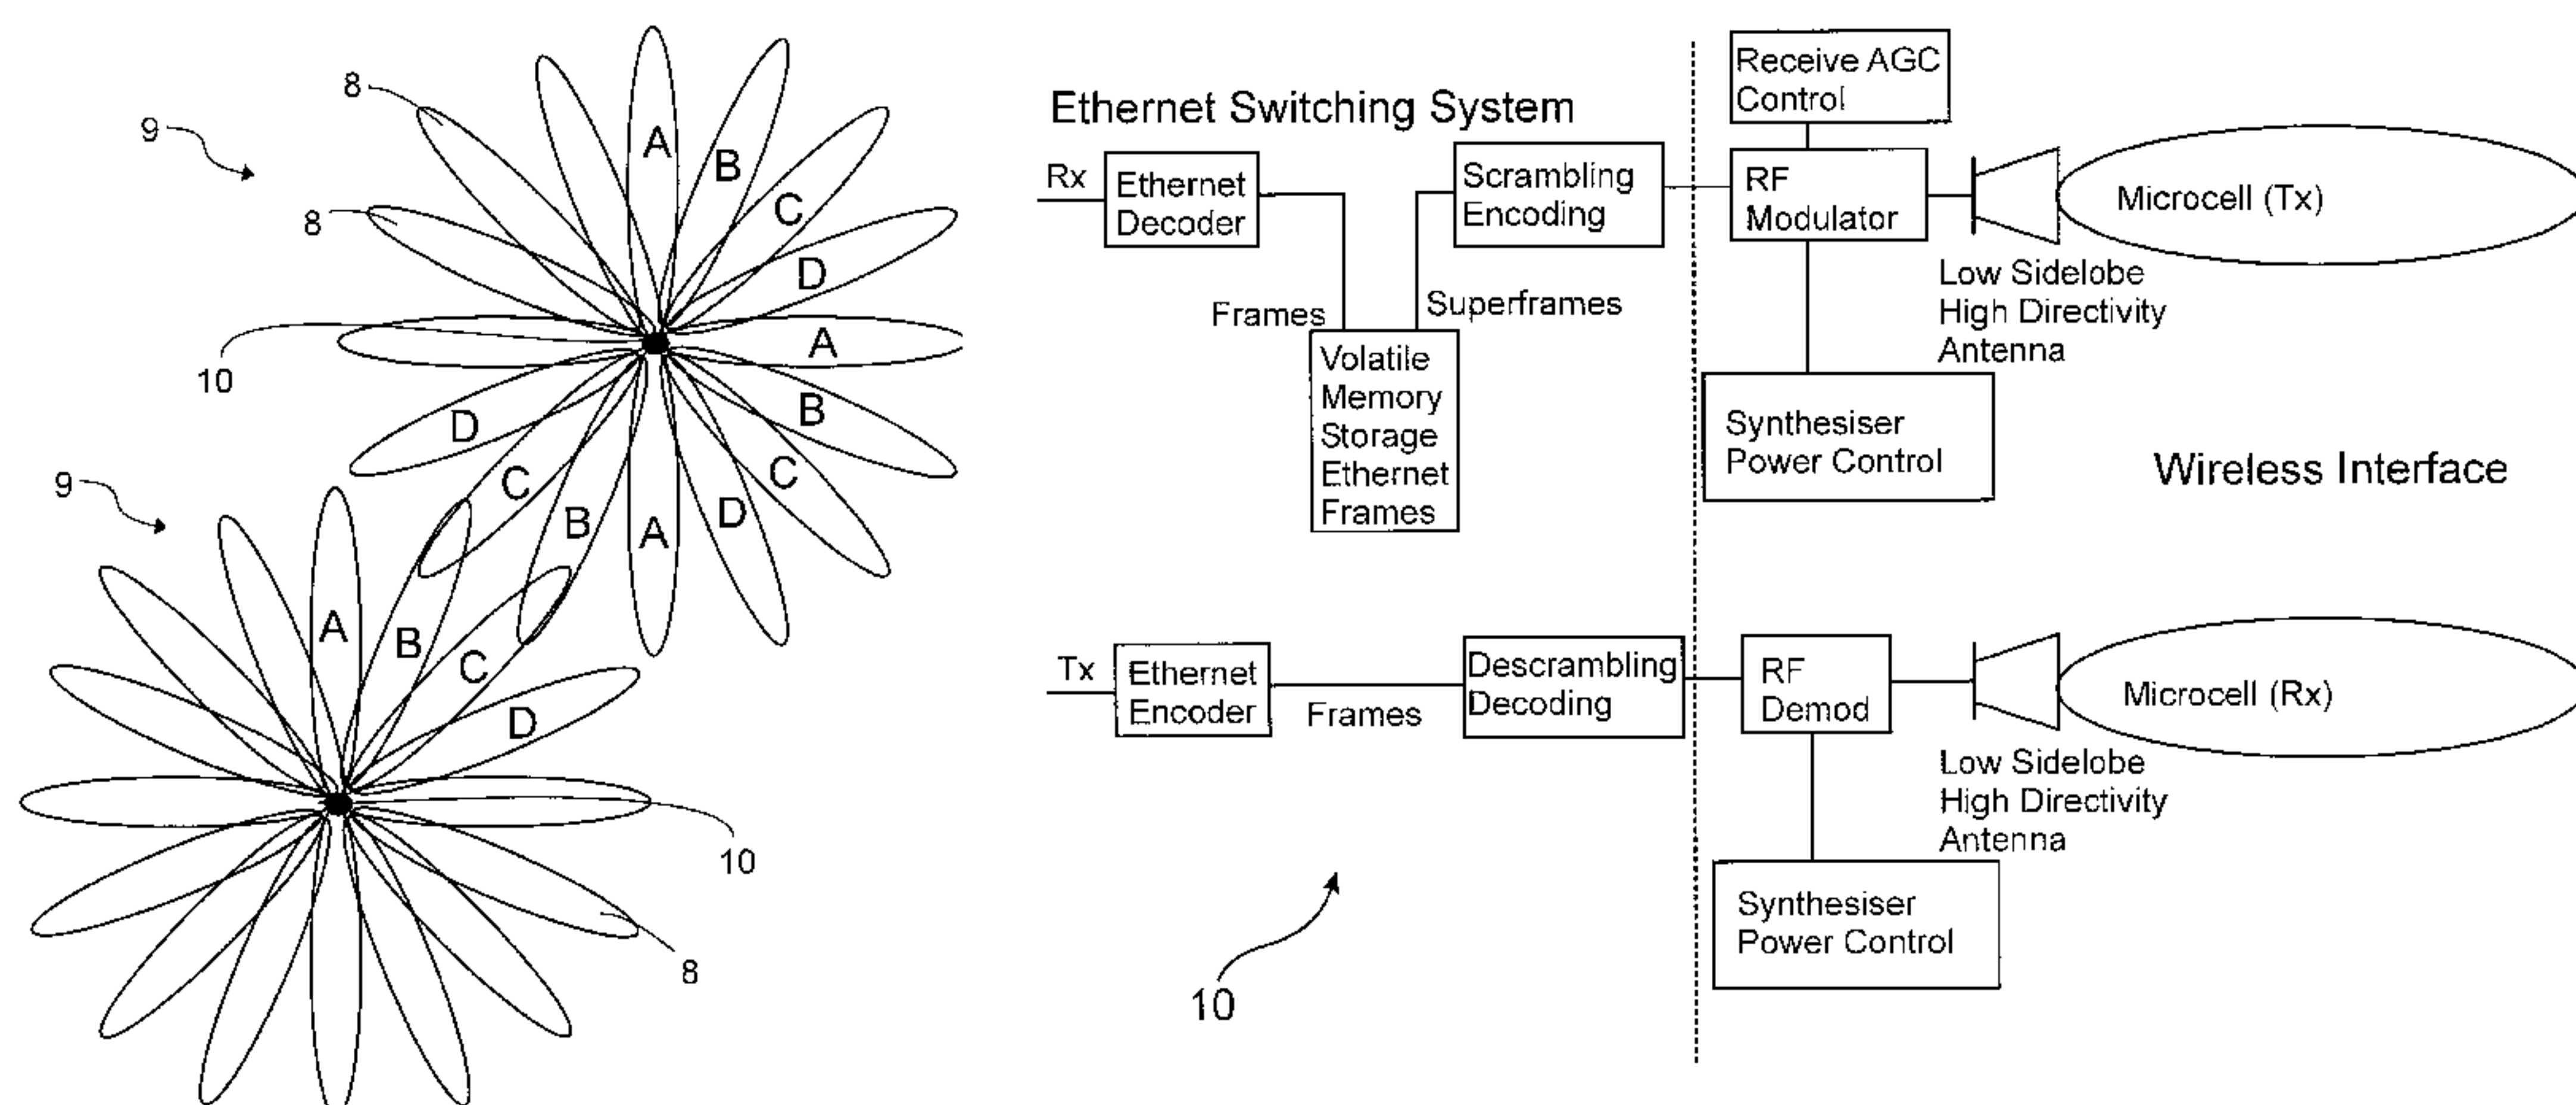 8
9
8
A
B
C
D
A
10
D
B
C
C
B
A
D
9
A
B
C
D
10
8
Ethernet Switching System
Receive AGC
Control
Rx
Ethernet
Decoder
Scrambling
Encoding
RF
Modulator
Microcell (Tx)
Low Sidelobe
High Directivity
Antenna
Frames
Superframes
Volatile
Memory
Storage
Ethernet
Frames
Synthesiser
Power Control
Wireless Interface
Tx
Ethernet
Encoder
Frames
Descrambling
Decoding
RF
Demod
Microcell (Rx)
Low Sidelobe
High Directivity
Antenna
Synthesiser
Power Control
10